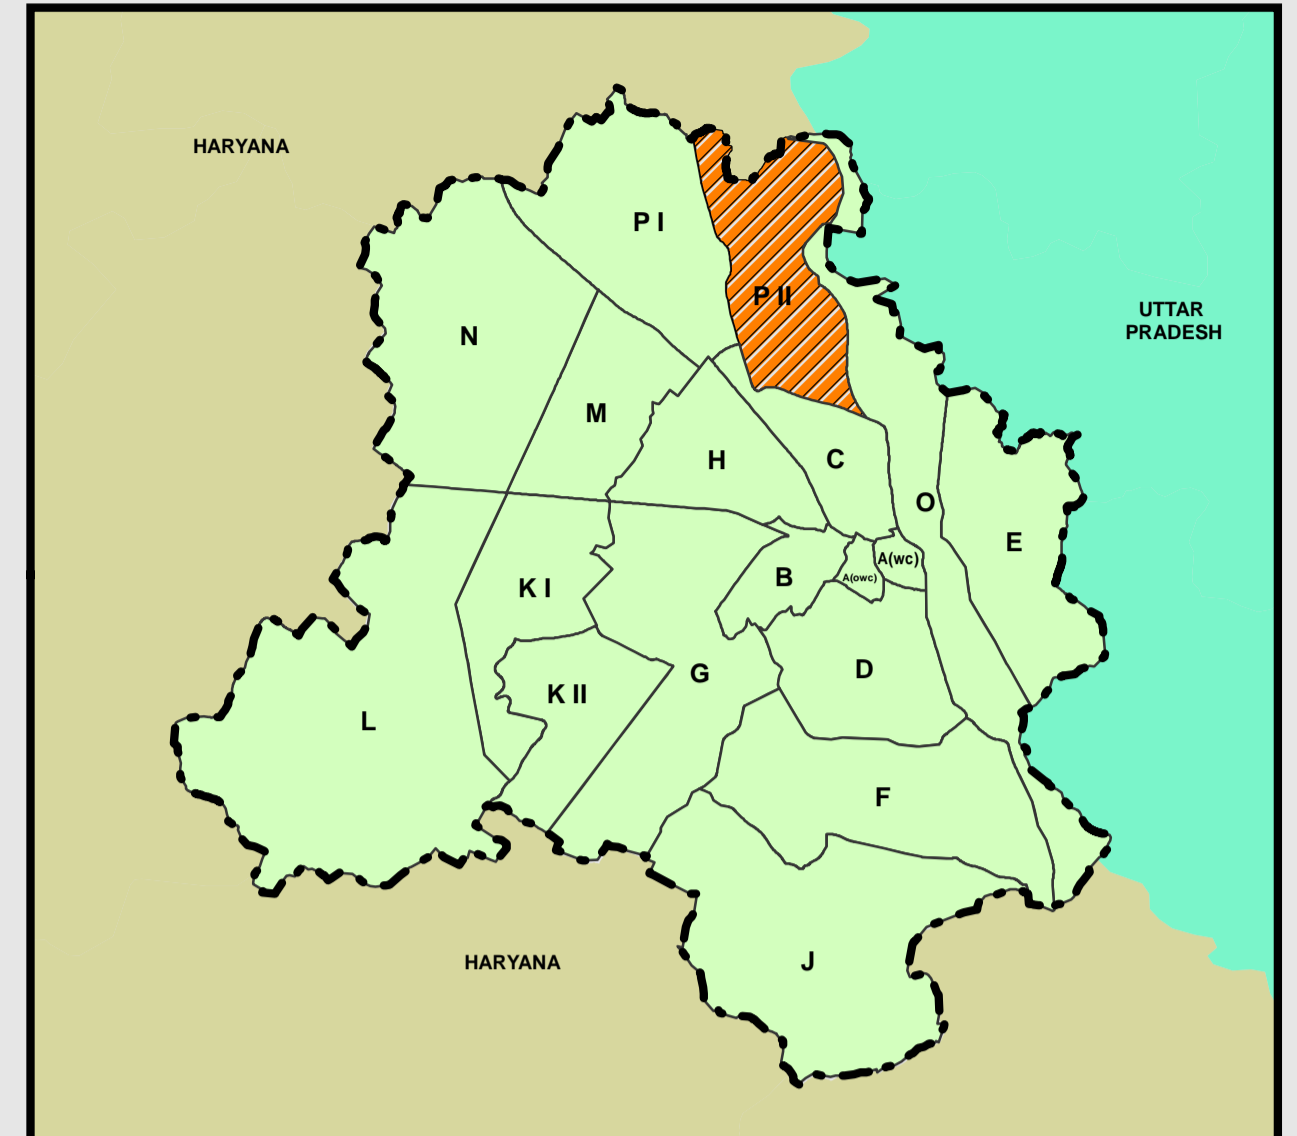 HARYANA
P I
P II
UTTAR
PRADESH
N
M
H
C
O
E
A(wc)
A(owc)
B
K I
D
G
K II
L
F
J
HARYANA